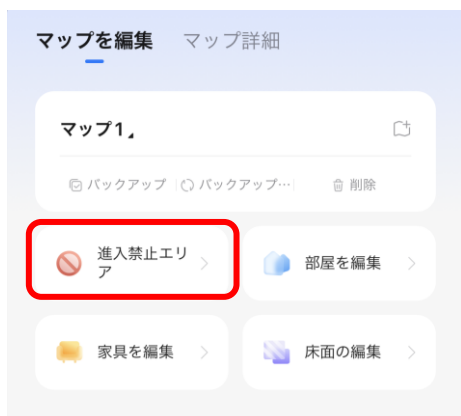 マップを編集 マップ詳細
マップ1
バックアップ バックアップ… 削除
進入禁止エリ
ア
部屋を編集
家具を編集
床面の編集